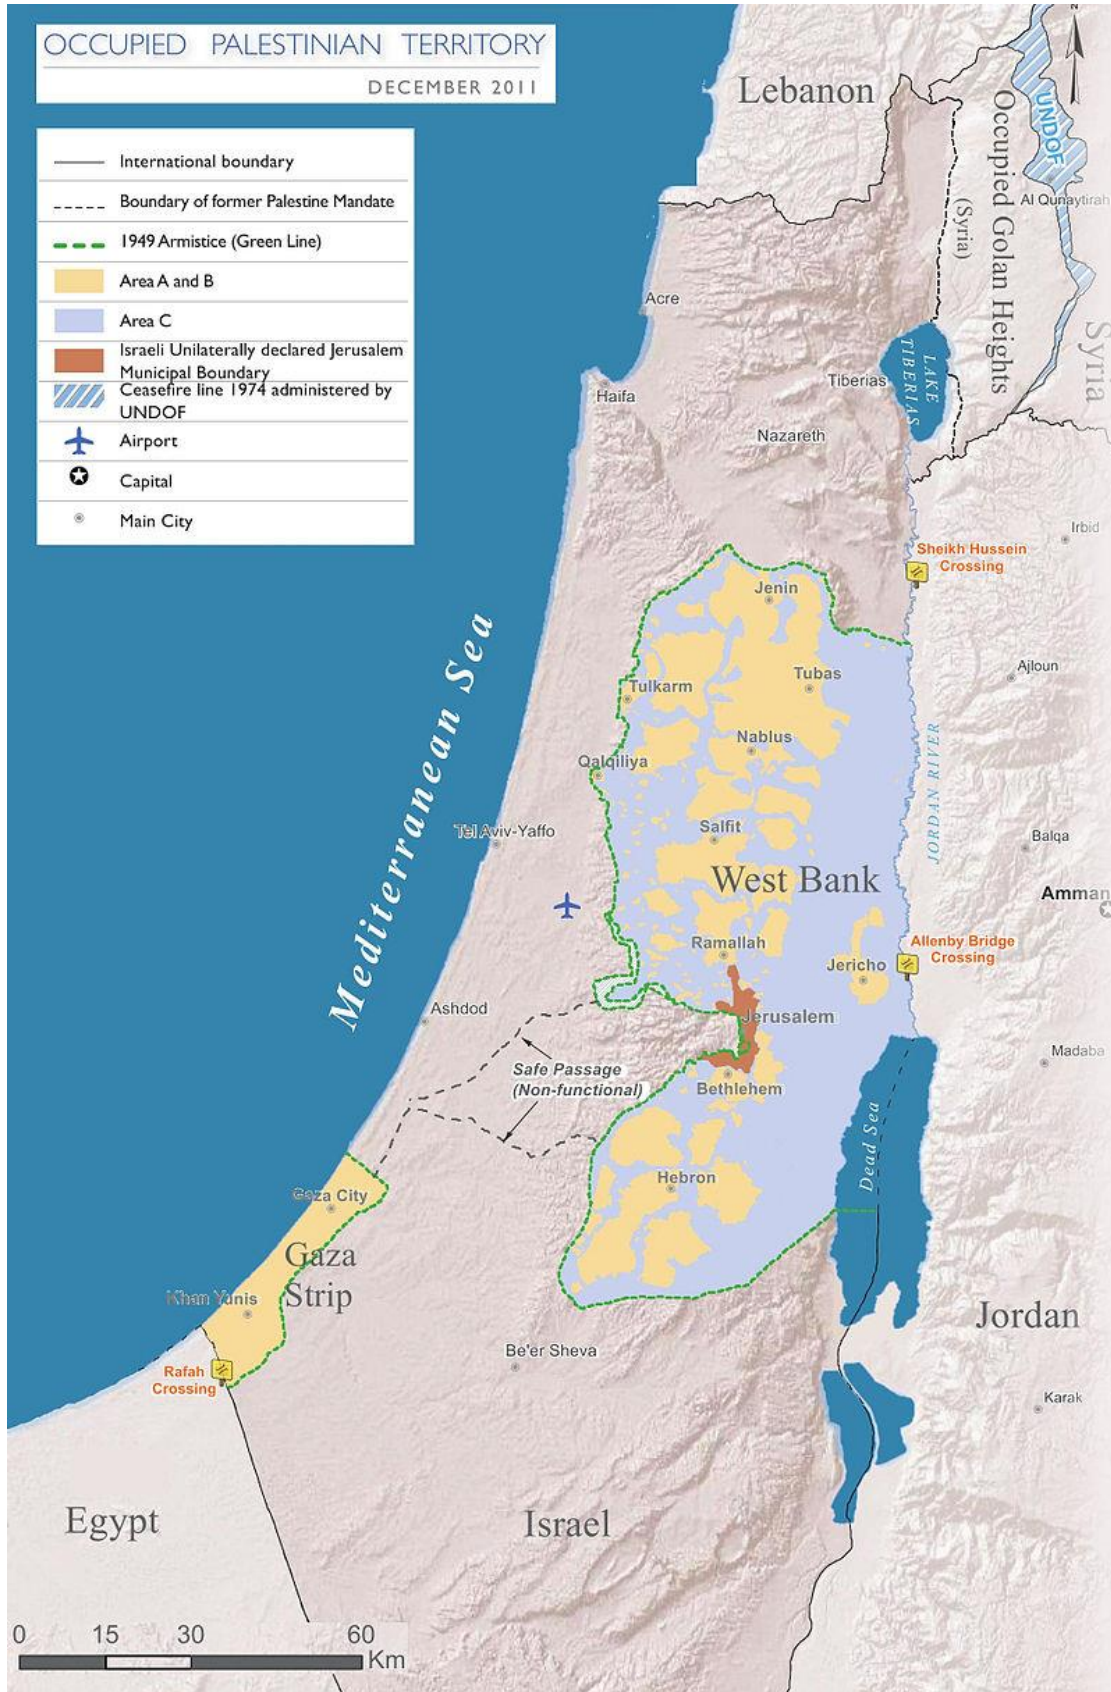 OCCUPIED PALESTINIAN TERRITORY
DECEMBER 2011
International boundary
Boundary of former Palestine Mandate
1949 Armistice (Green Line)
Area A and B
Area C
Israeli Unilaterally declared Jerusalem
Municipal Boundary
Ceasefire line 1974 administered by
UNDOF
Airport
Capital
Main City
Lebanon
Occupied Golan Heights
(Syria)
UNDOF
Al Qunaytirah
Syria
Acre
Haifa
Tiberias
LAKE
TIBERIAS
Nazareth
Irbid
Sheikh Hussein
Crossing
Jenin
Mediterranean Sea
Ajloun
Tubas
Tulkarm
Nablus
Qalqiliya
JORDAN RIVER
Tel Aviv-Yaffo
Salfit
Balqa
West Bank
Amman
Ramallah
Allenby Bridge
Crossing
Jericho
Ashdod
Jerusalem
Madaba
Safe Passage
(Non-functional)
Bethlehem
Dead Sea
Hebron
Gaza City
Gaza
Strip
Khan Yunis
Jordan
Be'er Sheva
Rafah
Crossing
Karak
Egypt
Israel
0 15 30 60
Km